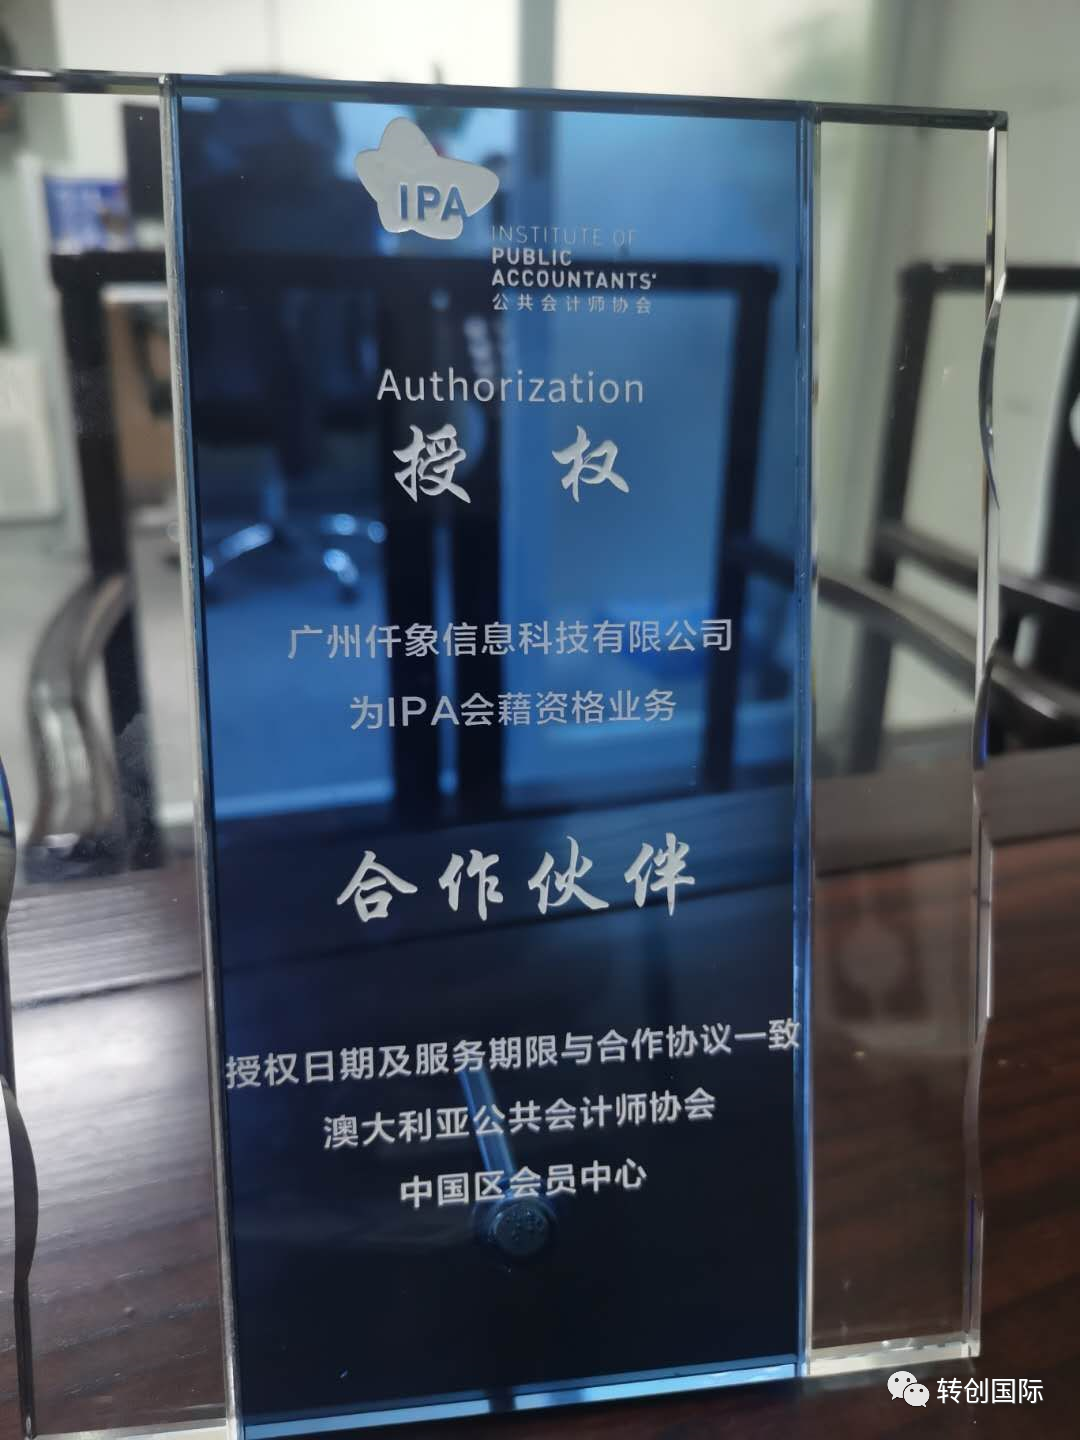 IPA
INSTITUTE OF
PUBLIC
ACCOUNTANTS
公共会计师协会
Authorization
授 权
广州仟象信息科技有限公司
为IPA会藉资格业务
合作伙伴
授权日期及服务期限与合作协议一致
澳大利亚公共会计师协会
中国区会员中心
转创国际